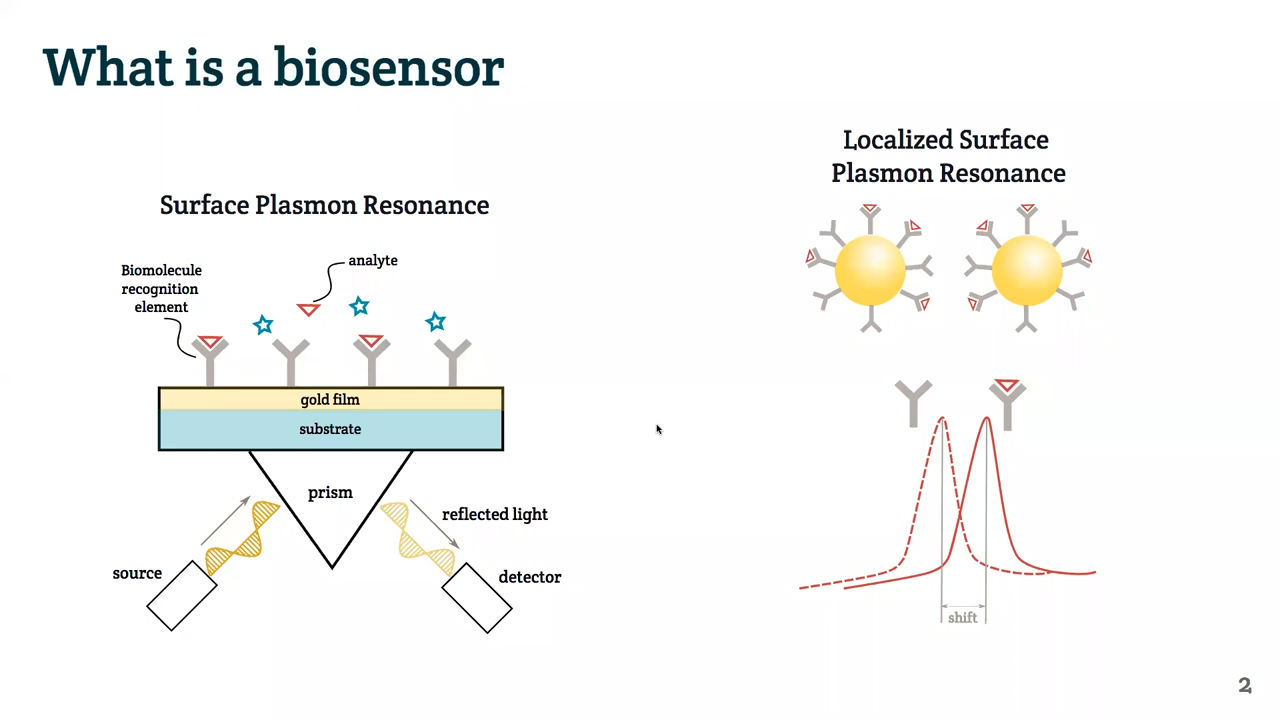 What is a biosensor
Surface Plasmon Resonance
Biomolecule
recognition
element
analyte
gold film
substrate
prism
reflected light
source
detector
Localized Surface
Plasmon Resonance
shift
2